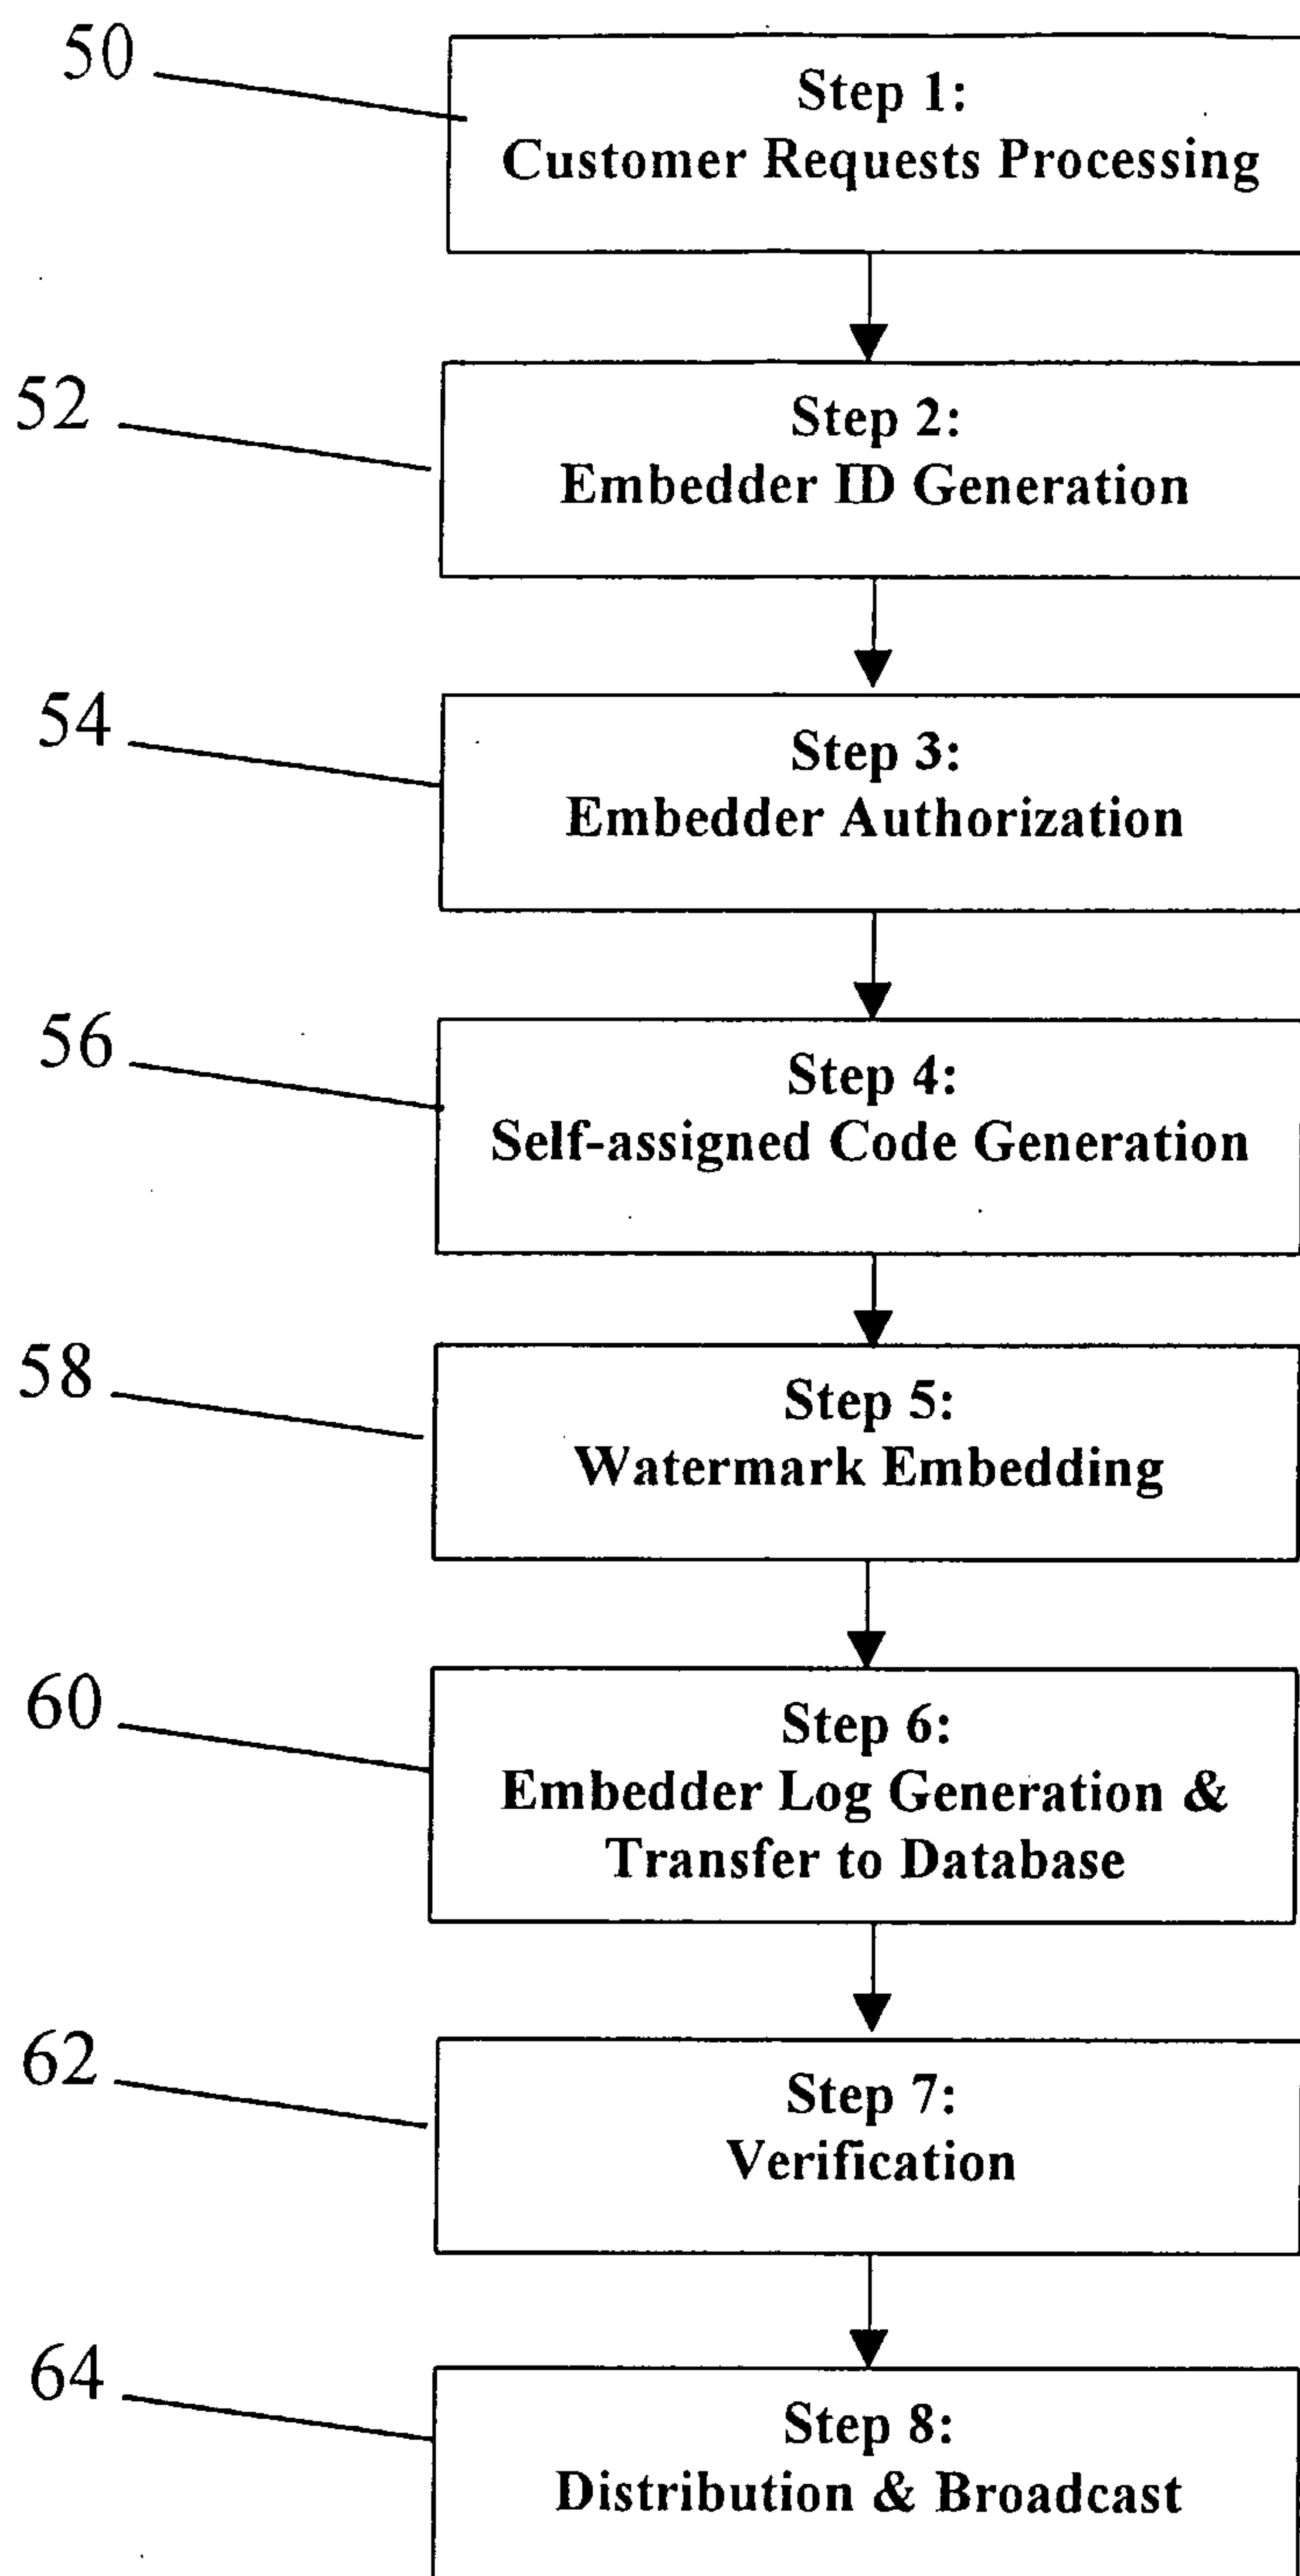 50
Step 1:
Customer Requests Processing
52
Step 2:
Embedder ID Generation
54
Step 3:
Embedder Authorization
56
Step 4:
Self-assigned Code Generation
58
Step 5:
Watermark Embedding
60
Step 6:
Embedder Log Generation &
Transfer to Database
62
Step 7:
Verification
64
Step 8:
Distribution & Broadcast